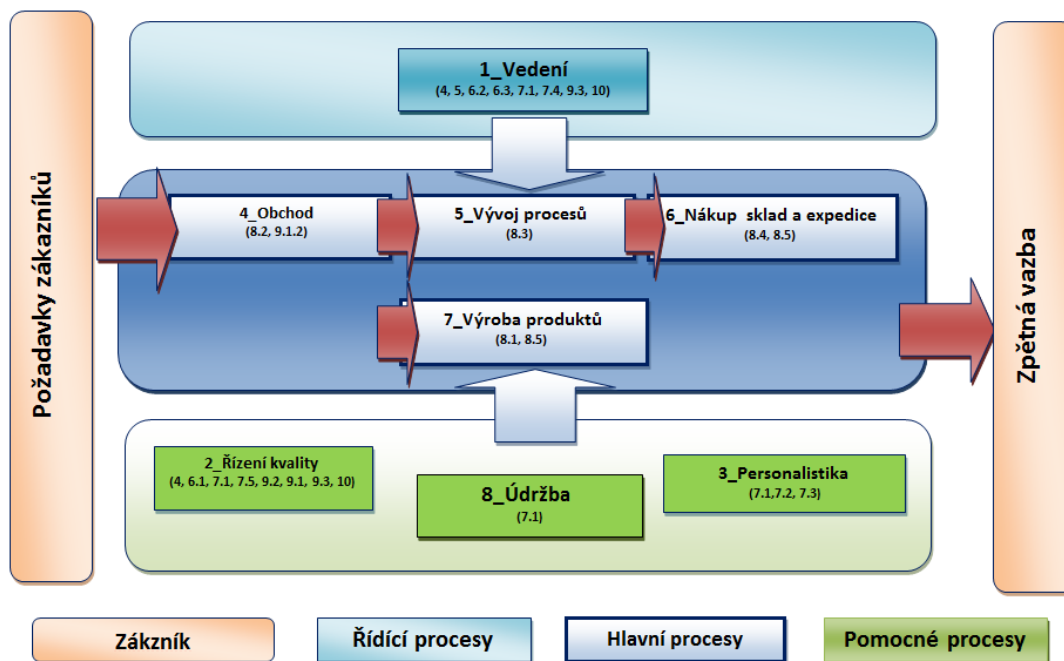 Požadavky zákazníků
1_Vedení
(4, 5, 6.2, 6.3, 7.1, 7.4, 9.3, 10)
4_Obchod
(8.2, 9.1.2)
5_Vývoj procesů
(8.3)
6_Nákup sklad a expedice
(8.4, 8.5)
7_Výroba produktů
(8.1, 8.5)
2_Řízení kvality
(4, 6.1, 7.1, 7.5, 9.2, 9.1, 9.3, 10)
8_Údržba
(7.1)
3_Personalistika
(7.1,7.2, 7.3)
Zpětná vazba
Zákzník
Řídící procesy
Hlavní procesy
Pomocné procesy